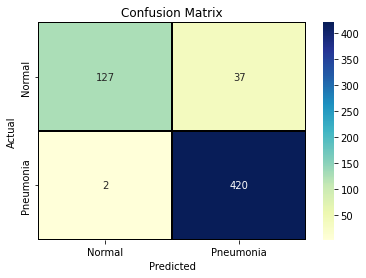 Confusion Matrix
Actual
Normal
Pneumonia
127
37
2
420
Normal
Pneumonia
Predicted
400
350
300
250
200
150
100
50